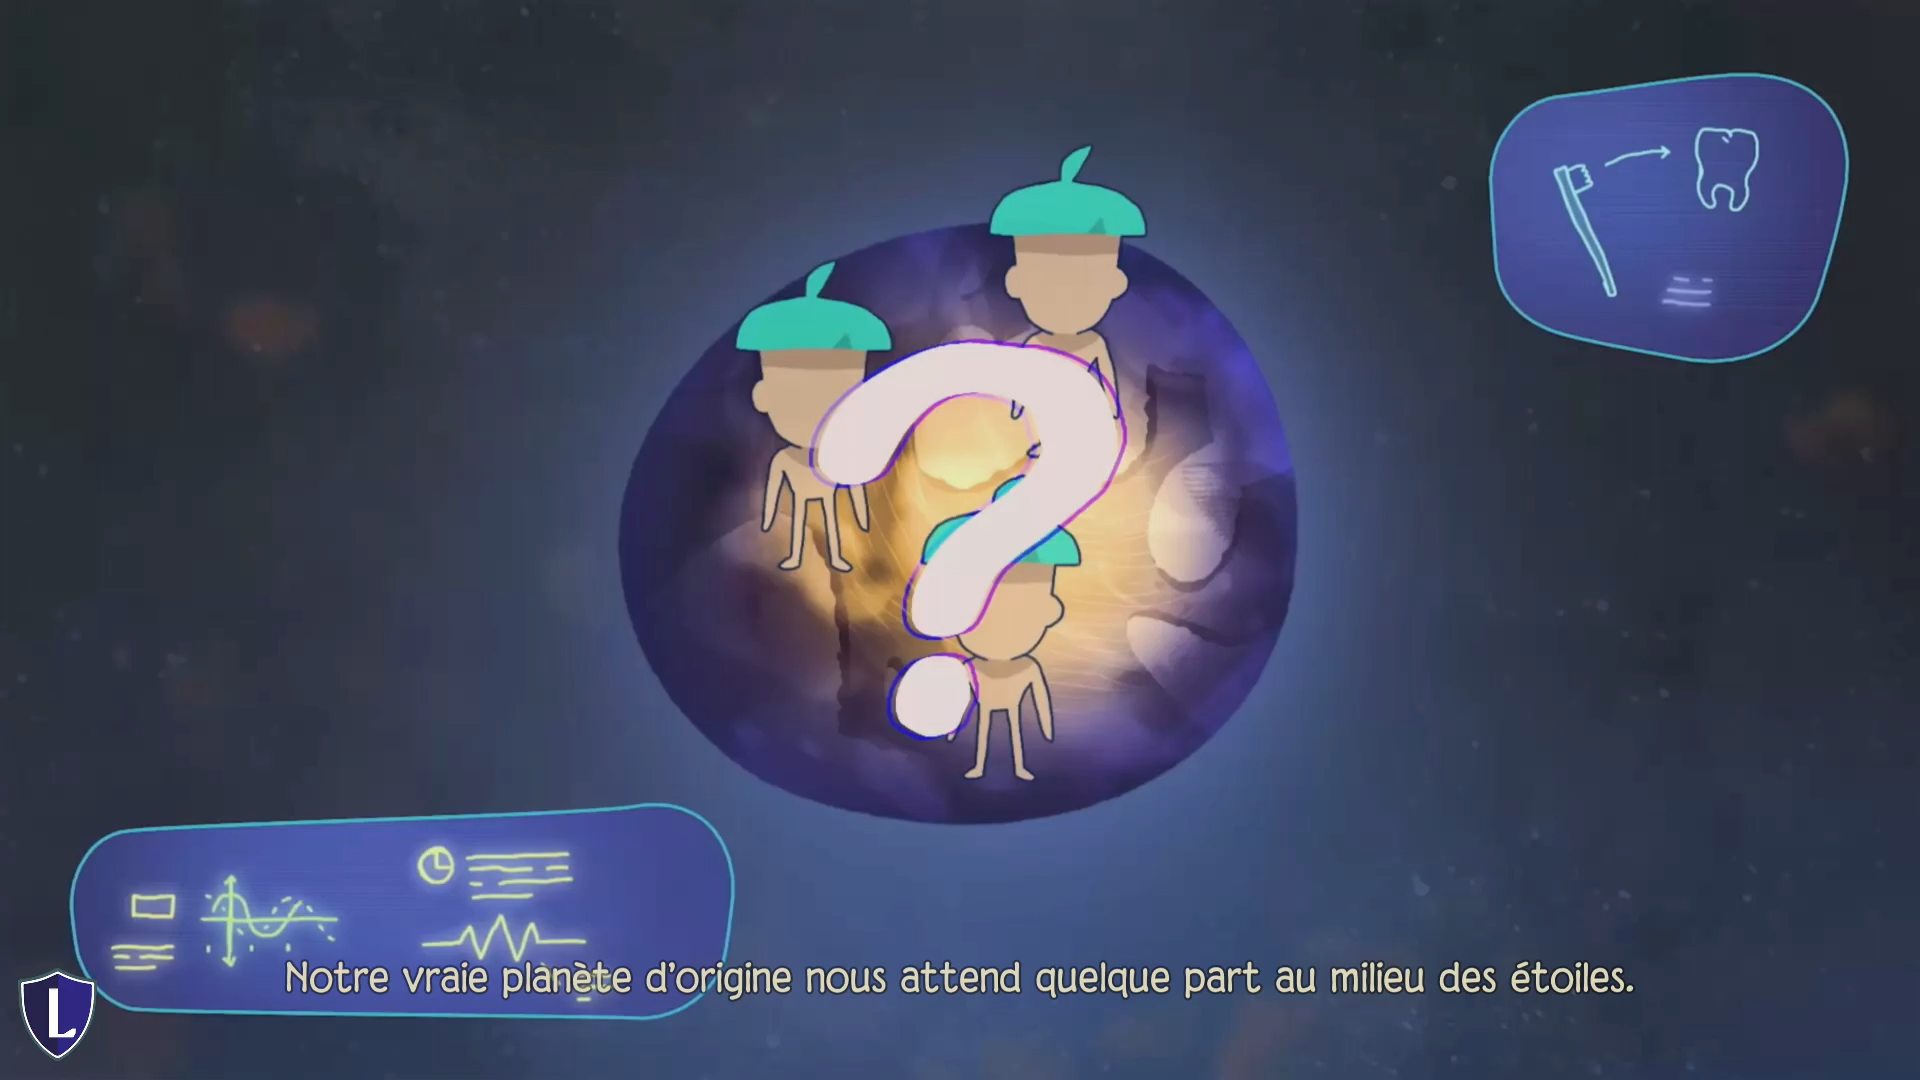 ?
Notre vraie planète d'origine nous attend quelque part au milieu des étoiles.
L